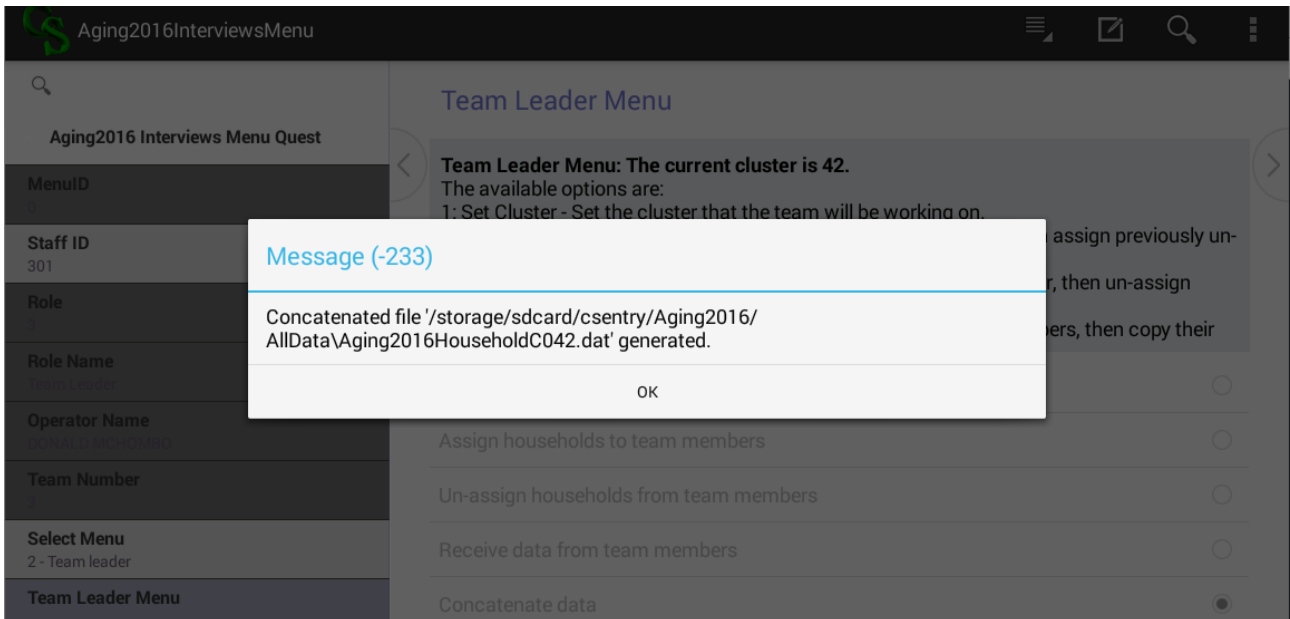 CS Aging2016InterviewsMenu
Aging2016 Interviews Menu Quest
MenuID
0
Staff ID
301
Role
Role Name
Team Leader
Operator Name
DONALD MCHOMBO
Team Number
3
Select Menu
2 - Team leader
Team Leader Menu
Team Leader Menu
Team Leader Menu: The current cluster is 42.
The available options are:
1: Set Cluster - Set the cluster that the team will be working on.
assign previously un-
r, then un-assign
bers, then copy their
Message (-233)
Concatenated file '/storage/sdcard/csentry/Aging2016/
AllData\Aging2016HouseholdC042.dat' generated.
OK
Assign households to team members
Un-assign households from team members
Receive data from team members
Concatenate data